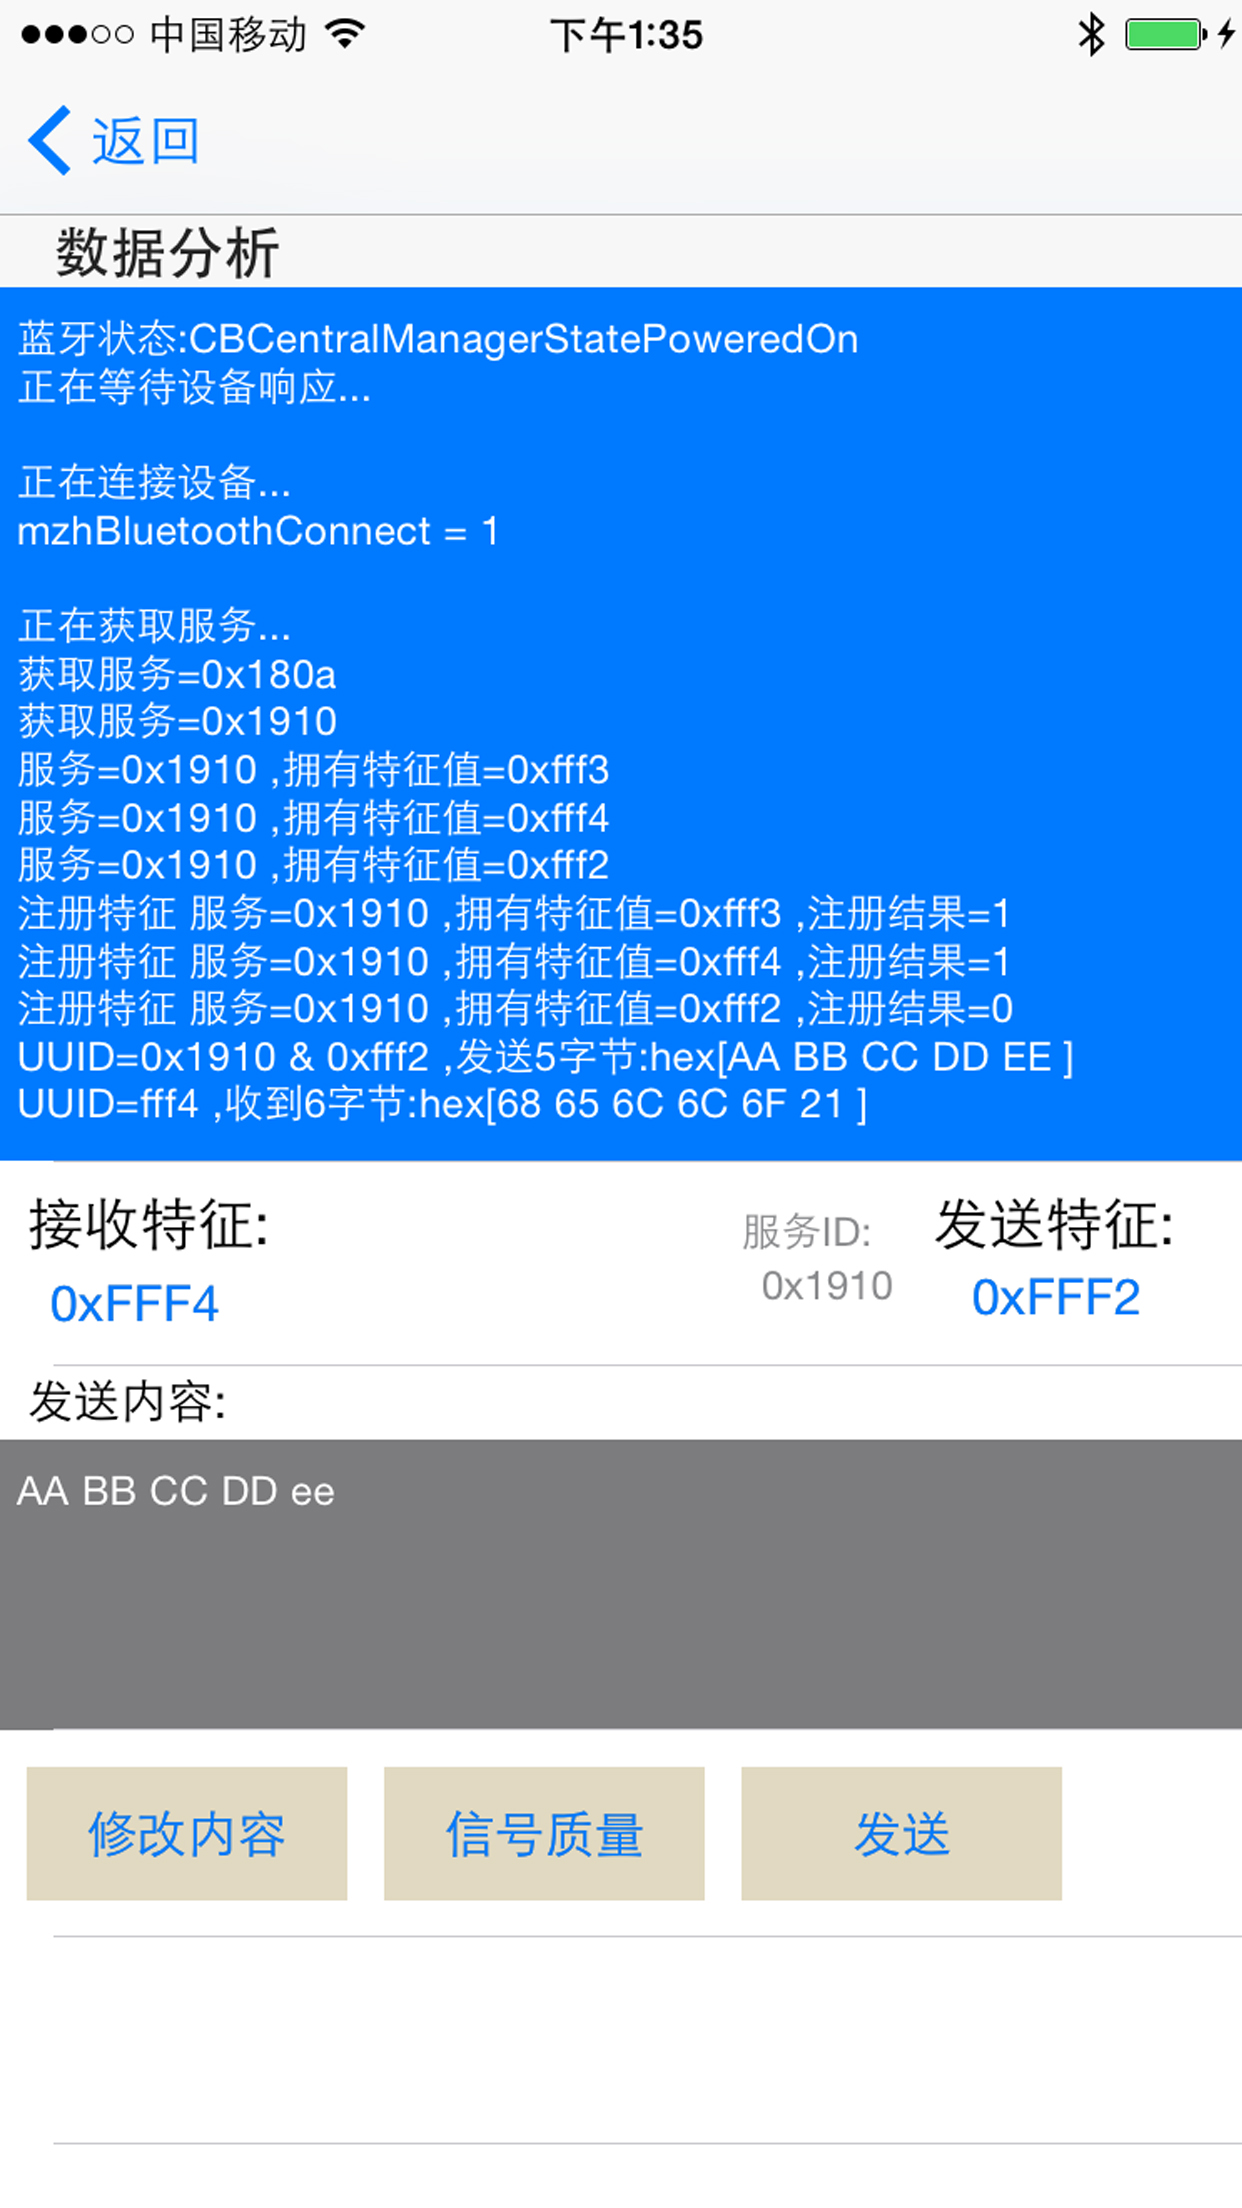 中国移动 下午1:35
返回
数据分析
蓝牙状态:CBCentralManagerStatePoweredOn
正在等待设备响应...
正在连接设备...
mzhBluetoothConnect = 1
正在获取服务...
获取服务=0x180a
获取服务=0x1910
服务=0x1910 ,拥有特征值=0xfff3
服务=0x1910 ,拥有特征值=0xfff4
服务=0x1910 ,拥有特征值=0xfff2
注册特征 服务=0x1910 ,拥有特征值=0xfff3 ,注册结果=1
注册特征 服务=0x1910 ,拥有特征值=0xfff4 ,注册结果=1
注册特征 服务=0x1910 ,拥有特征值=0xfff2 ,注册结果=0
UUID=0x1910 & 0xfff2 ,发送5字节:hex[AA BB CC DD EE ]
UUID=fff4 ,收到6字节:hex[68 65 6C 6C 6F 21 ]
接收特征: 服务ID: 发送特征:
0xFFF4 0x1910 0xFFF2
发送内容:
AA BB CC DD ee
修改内容 信号质量 发送